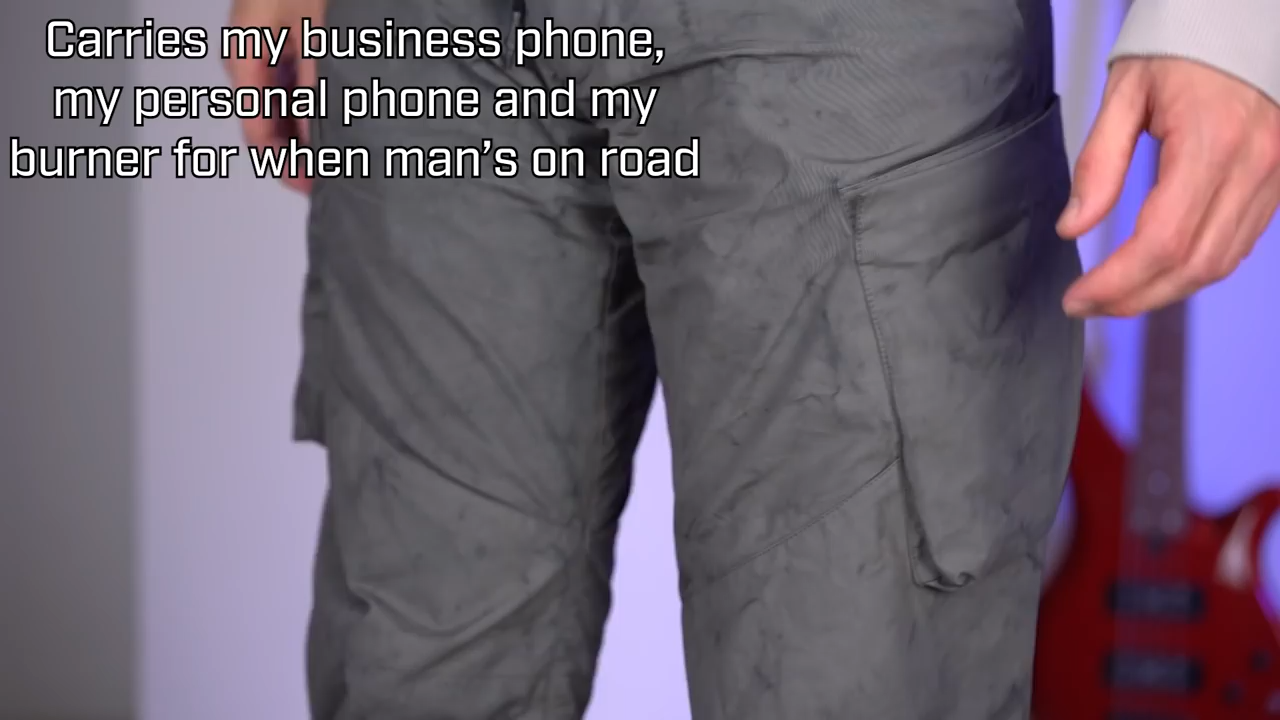 Carries my business phone,
my personal phone and my
burner for when man’s on road